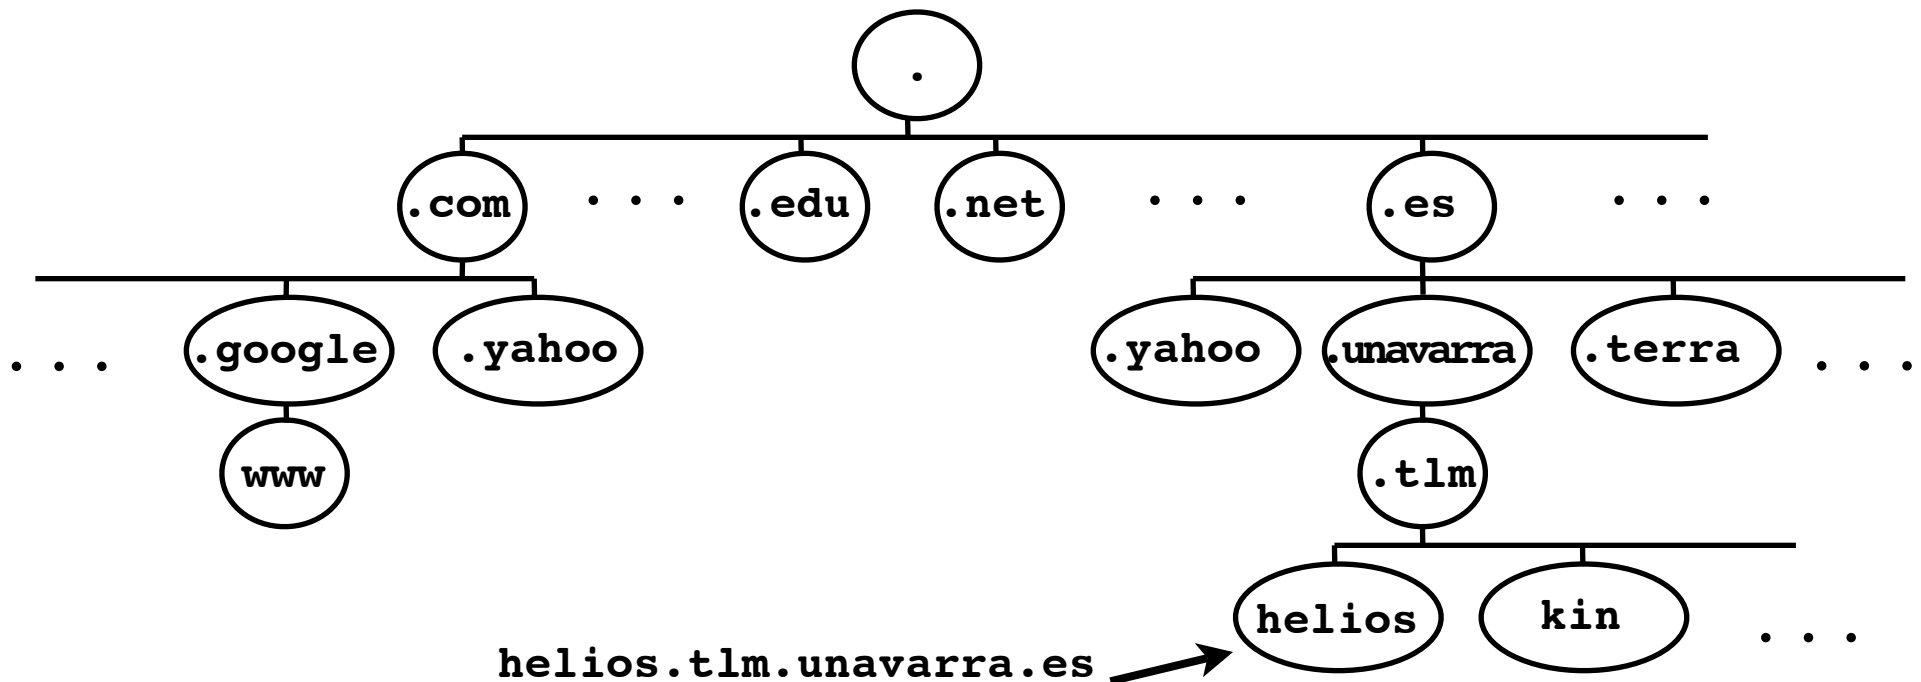 .
.com . . . .edu .net . . . .es . . .
. . . .google .yahoo .yahoo .unavarra .terra . . .
www .tlm
helios kin . . .
helios.tlm.unavarra.es